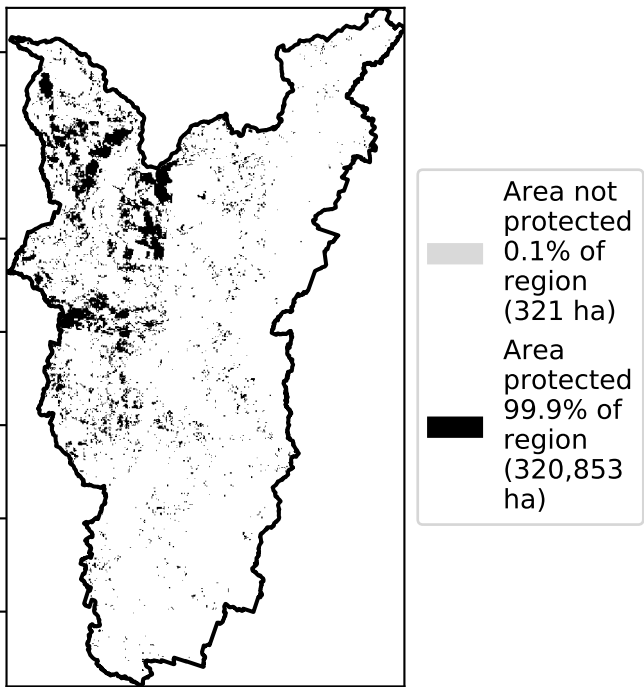 Area not
protected
0.1% of
region
(321 ha)
Area
protected
99.9% of
region
(320,853
ha)